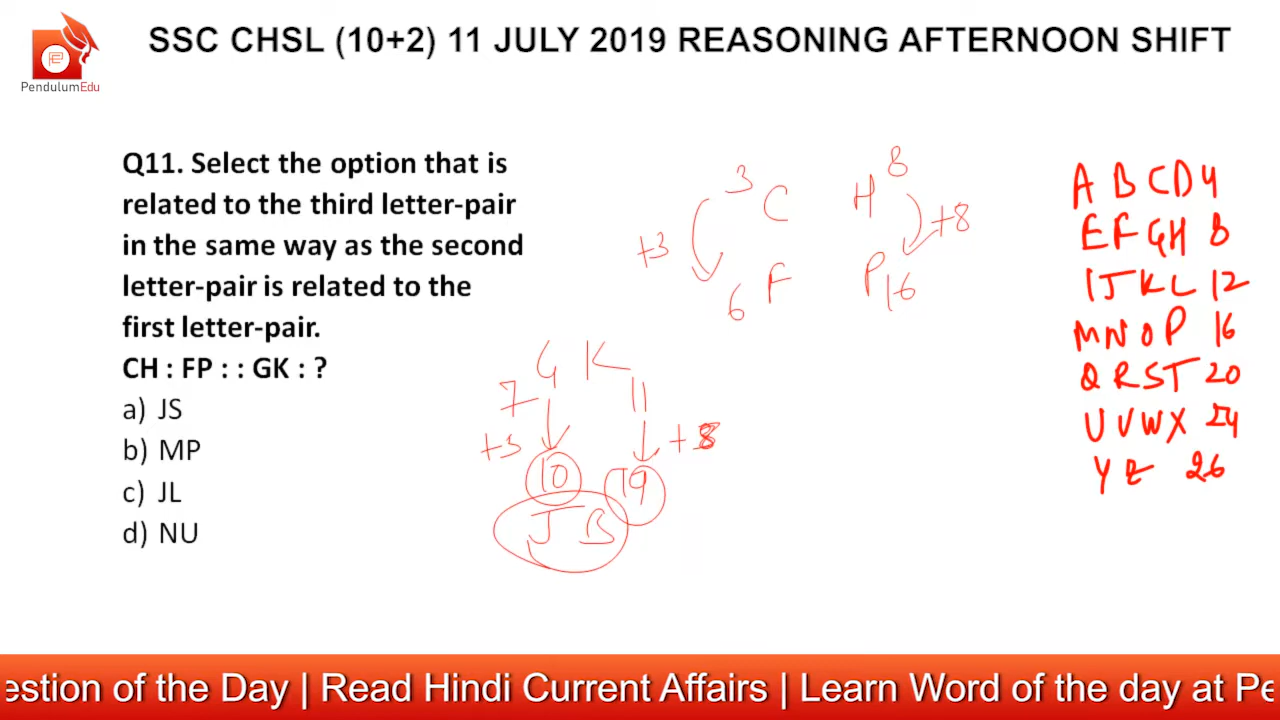 SSC CHSL (10+2) 11 JULY 2019 REASONING AFTERNOON SHIFT
PendulumEdu
Q11. Select the option that is
related to the third letter-pair
in the same way as the second
letter-pair is related to the
first letter-pair.
CH : FP : : GK : ?
a) JS
b) MP
c) JL
d) NU
3 C H 8
+3 +8
6 F P 16
G K
7 11
+3 +8
10 19
J B
A B C D 4
E F G H 8
I J K L 12
M N O P 16
Q R S T 20
U V W X 24
Y Z 26
estion of the Day | Read Hindi Current Affairs | Learn Word of the day at Pe